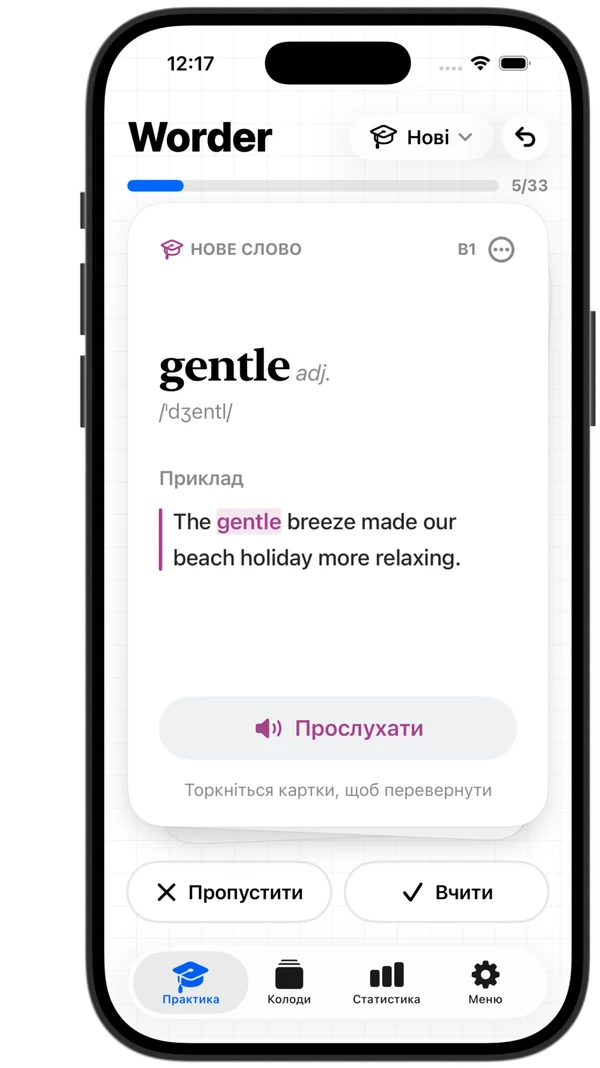 12:17
Worder
Нові
5/33
НОВЕ СЛОВО
B1
gentle adj.
/'dʒentl/
Приклад
The gentle breeze made our
beach holiday more relaxing.
Прослухати
Торкніться картки, щоб перевернути
Пропустити
Вчити
Практика
Колоди
Статистика
Меню